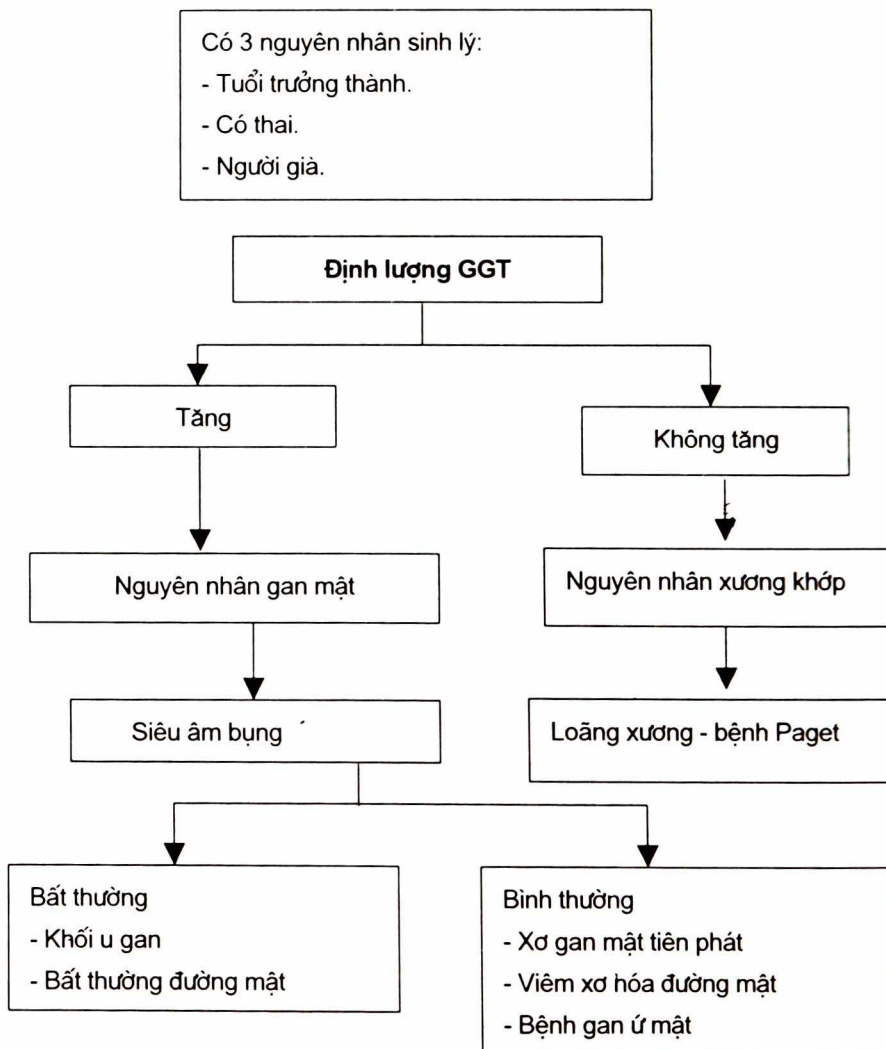 Có 3 nguyên nhân sinh lý:
- Tuổi trưởng thành.
- Có thai.
- Người già.
Định lượng GGT
Tăng
Không tăng
Nguyên nhân gan mật
Nguyên nhân xương khớp
Siêu âm bụng
Loãng xương - bệnh Paget
Bất thường
- Khối u gan
- Bất thường đường mật
Bình thường
- Xơ gan mật tiên phát
- Viêm xơ hóa đường mật
- Bệnh gan ứ mật